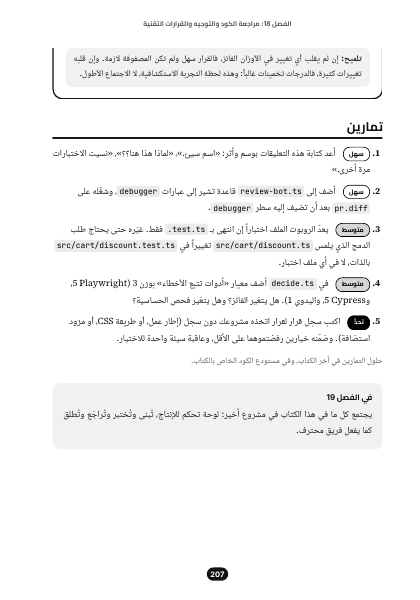 الفصل 18: مراجعة الكود والتوجيه والقرارات التقنية
تلميح: إن لم يقلب أي تغيير في الأوزان الفائز، فالقرار سهل ولم تكن المصفوفة لازمة. وإن قلبه
تغييرات كثيرة، فالدرجات تخمينات غالباً: وهذه لحظة التجربة الاستكشافية، لا الاجتماع الأطول.
تمارين
1. سهل أعد كتابة هذه التعليقات بوسم وأثر: «اسم سيئ.»، «لماذا هذا هنا؟؟»، «نسيت الاختبارات
مرة أخرى.»
2. سهل أضف إلى review-bot.ts قاعدة تشير إلى عبارات debugger، وشغّله على
pr.diff بعد أن تضيف إليه سطر debugger.
3. متوسط يعدّ الروبوت الملف اختباراً إن انتهى بـ .test.ts فقط. غيّره حتى يحتاج طلب
الدمج الذي يلمس src/cart/discount.ts تغييراً في src/cart/discount.test.ts
بالذات، لا في أي ملف اختبار.
4. متوسط في decide.ts أضف معيار «أدوات تتبع الأخطاء» بوزن 3 (Playwright 5,
وCypress 5، واليدوي 1). هل يتغير الفائز؟ وهل يتغير فحص الحساسية؟
5. تحدٍّ اكتب سجل قرار لقرار اتخذه مشروعك دون سجل (إطار عمل، أو طريقة CSS، أو مزود
استضافة). وضمّنه خيارين رفضتموهما على الأقل، وعاقبة سيئة واحدة للاختيار.
حلول التمارين في آخر الكتاب، وفي مستودع الكود الخاص بالكتاب.
في الفصل 19
يجتمع كل ما في هذا الكتاب في مشروع أخير: لوحة تحكم للإنتاج، تُبنى وتُختبر وتُراجَع وتُطلق
كما يفعل فريق محترف.
207